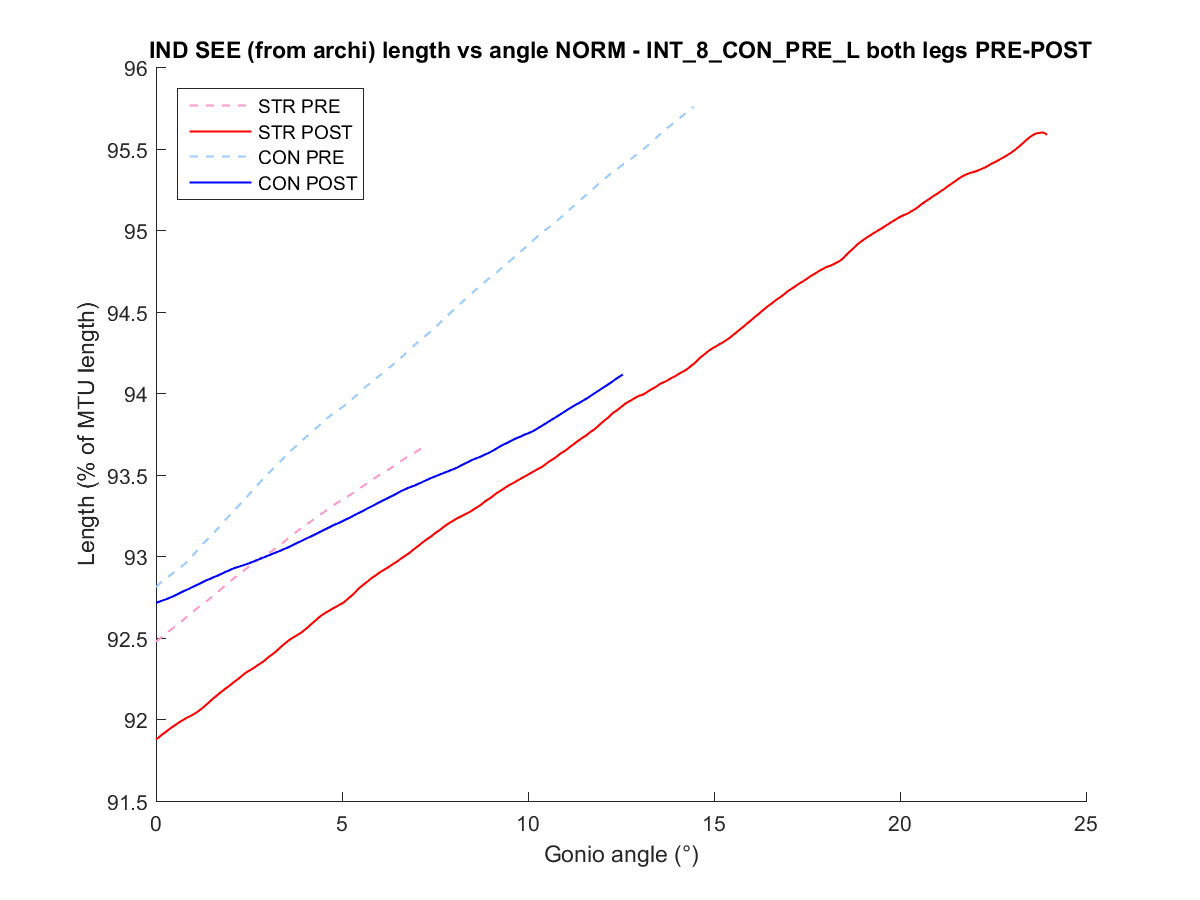 IND SEE (from archi) length vs angle NORM - INT_8_CON_PRE_L both legs PRE-POST
96
95.5
95
94.5
94
93.5
93
92.5
92
91.5
Length (% of MTU length)
STR PRE
STR POST
CON PRE
CON POST
0 5 10 15 20 25
Gonio angle (°)